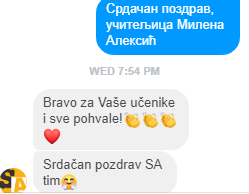 Срдачан поздрав,
учитељица Милена
Алексић
WED 7:54 PM
Bravo za Vaše učenike
i sve pohvale!👏👏👏
❤️
Srdačan pozdrav SA
tim🤗
SA